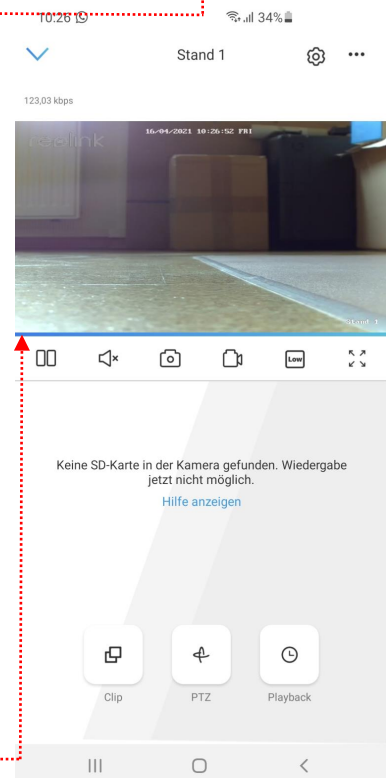 10:26 34%
Stand 1
123,03 kbps
reolink
16/04/2021 10:26:52 FRI
Stand 1
Low
Keine SD-Karte in der Kamera gefunden. Wiedergabe
jetzt nicht möglich.
Hilfe anzeigen
Clip PTZ Playback